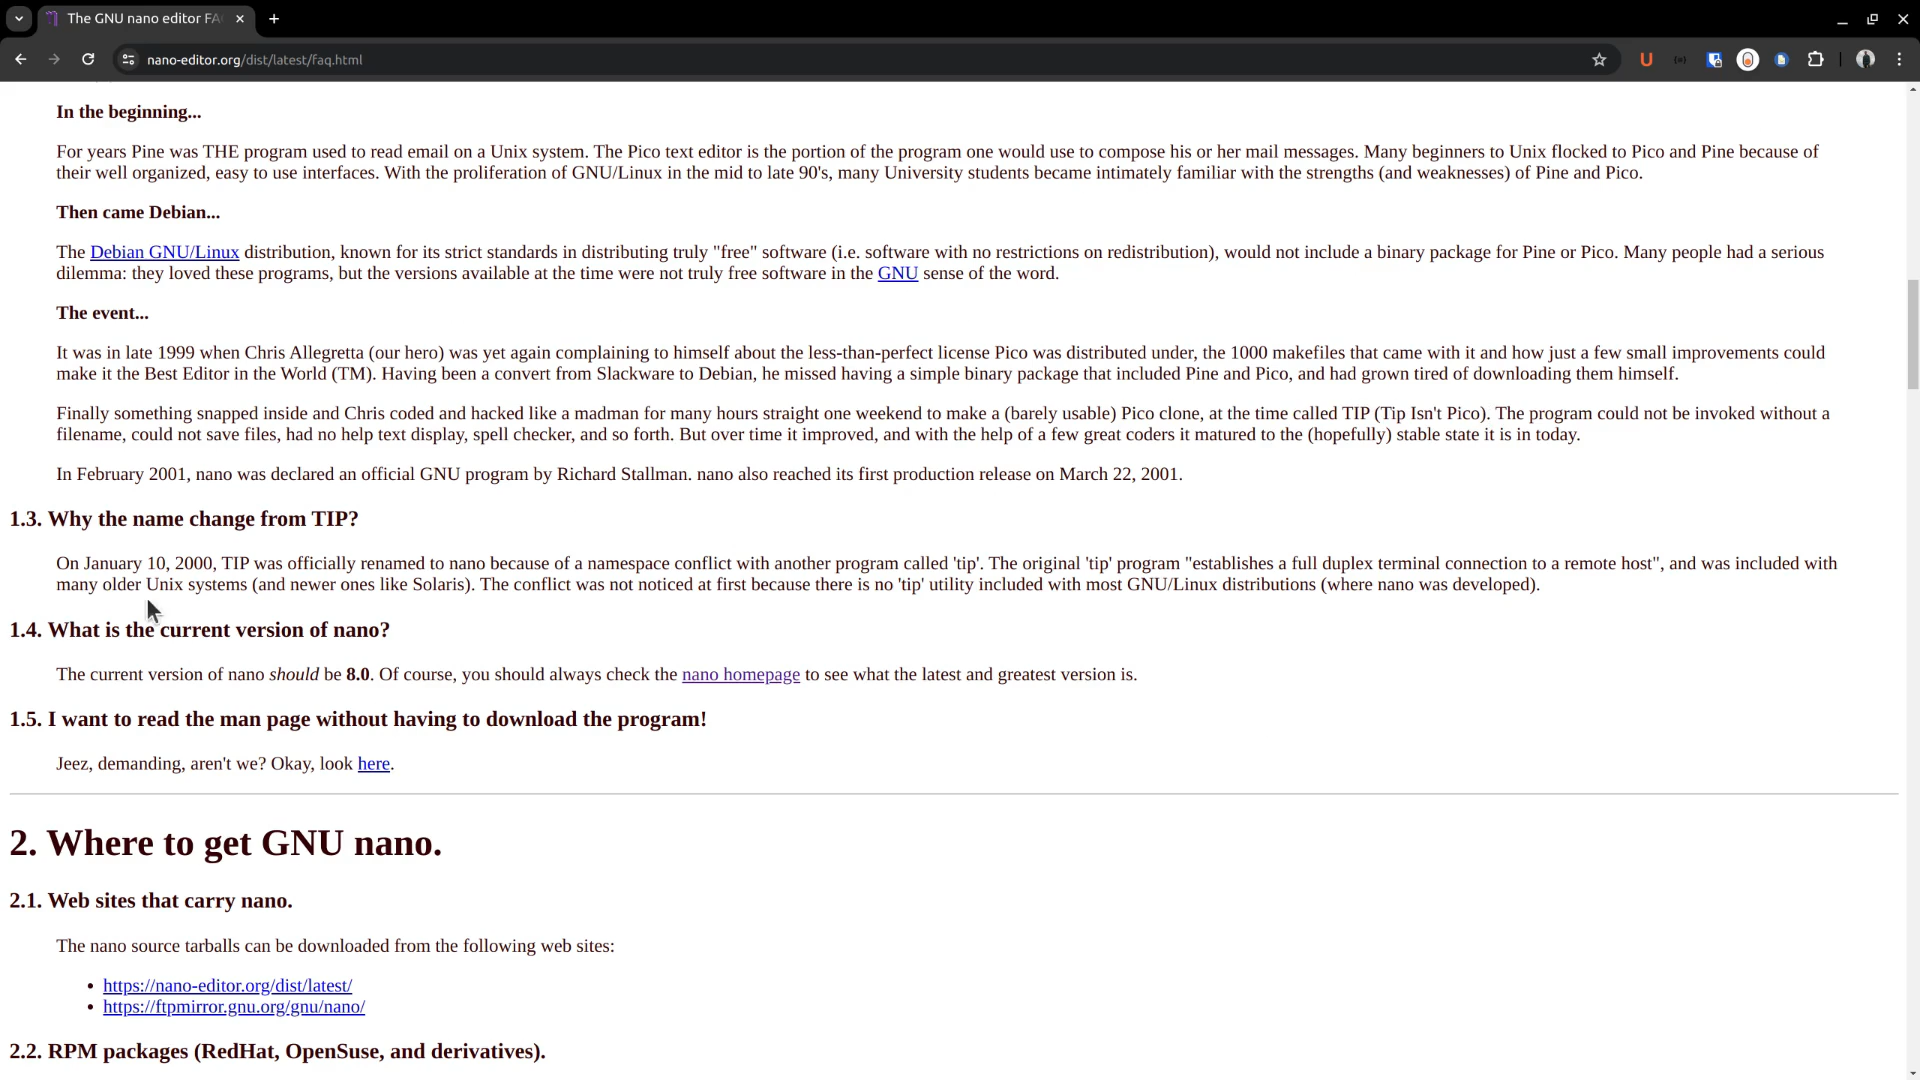 The GNU nano editor FA
nano-editor.org/dist/latest/faq.html
In the beginning...
For years Pine was THE program used to read email on a Unix system. The Pico text editor is the portion of the program one would use to compose his or her mail messages. Many beginners to Unix flocked to Pico and Pine because of
their well organized, easy to use interfaces. With the proliferation of GNU/Linux in the mid to late 90's, many University students became intimately familiar with the strengths (and weaknesses) of Pine and Pico.
Then came Debian...
The Debian GNU/Linux distribution, known for its strict standards in distributing truly "free" software (i.e. software with no restrictions on redistribution), would not include a binary package for Pine or Pico. Many people had a serious
dilemma: they loved these programs, but the versions available at the time were not truly free software in the GNU sense of the word.
The event...
It was in late 1999 when Chris Allegretta (our hero) was yet again complaining to himself about the less-than-perfect license Pico was distributed under, the 1000 makefiles that came with it and how just a few small improvements could
make it the Best Editor in the World (TM). Having been a convert from Slackware to Debian, he missed having a simple binary package that included Pine and Pico, and had grown tired of downloading them himself.
Finally something snapped inside and Chris coded and hacked like a madman for many hours straight one weekend to make a (barely usable) Pico clone, at the time called TIP (Tip Isn't Pico). The program could not be invoked without a
filename, could not save files, had no help text display, spell checker, and so forth. But over time it improved, and with the help of a few great coders it matured to the (hopefully) stable state it is in today.
In February 2001, nano was declared an official GNU program by Richard Stallman. nano also reached its first production release on March 22, 2001.
1.3. Why the name change from TIP?
On January 10, 2000, TIP was officially renamed to nano because of a namespace conflict with another program called 'tip'. The original 'tip' program "establishes a full duplex terminal connection to a remote host", and was included with
many older Unix systems (and newer ones like Solaris). The conflict was not noticed at first because there is no 'tip' utility included with most GNU/Linux distributions (where nano was developed).
1.4. What is the current version of nano?
The current version of nano should be 8.0. Of course, you should always check the nano homepage to see what the latest and greatest version is.
1.5. I want to read the man page without having to download the program!
Jeez, demanding, aren't we? Okay, look here.
2. Where to get GNU nano.
2.1. Web sites that carry nano.
The nano source tarballs can be downloaded from the following web sites:
• https://nano-editor.org/dist/latest/
• https://ftpmirror.gnu.org/gnu/nano/
2.2. RPM packages (RedHat, OpenSuse, and derivatives).